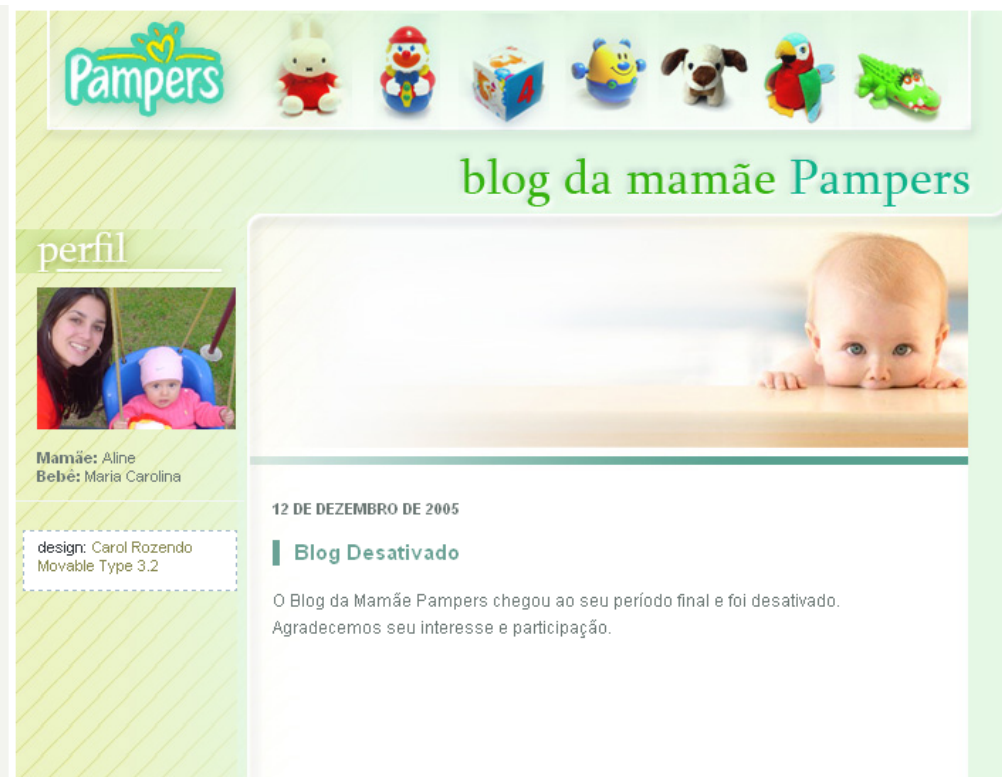 Pampers
4
blog da mamãe Pampers
perfil
Mamãe: Aline
Bebê: Maria Carolina
design: Carol Rozendo
Movable Type 3.2
12 DE DEZEMBRO DE 2005
Blog Desativado
O Blog da Mamãe Pampers chegou ao seu período final e foi desativado.
Agradecemos seu interesse e participação.